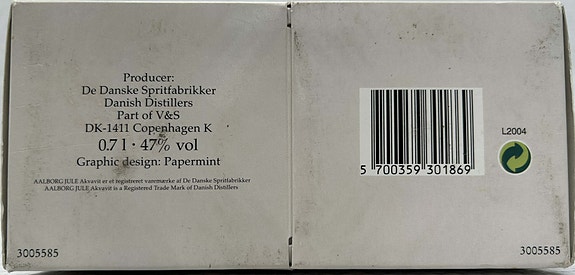 Producer:
De Danske Spritfabrikker
Danish Distillers
Part of V&S
DK-1411 Copenhagen K
0.7 l · 47% vol
Graphic design: Papermint
AALBORG JULE Akvavit er et registreret varemærke af De Danske Spritfabrikker
AALBORG JULE Akvavit is a Registered Trade Mark of Danish Distillers
3005585
5 700359 301869
L2004
3005585